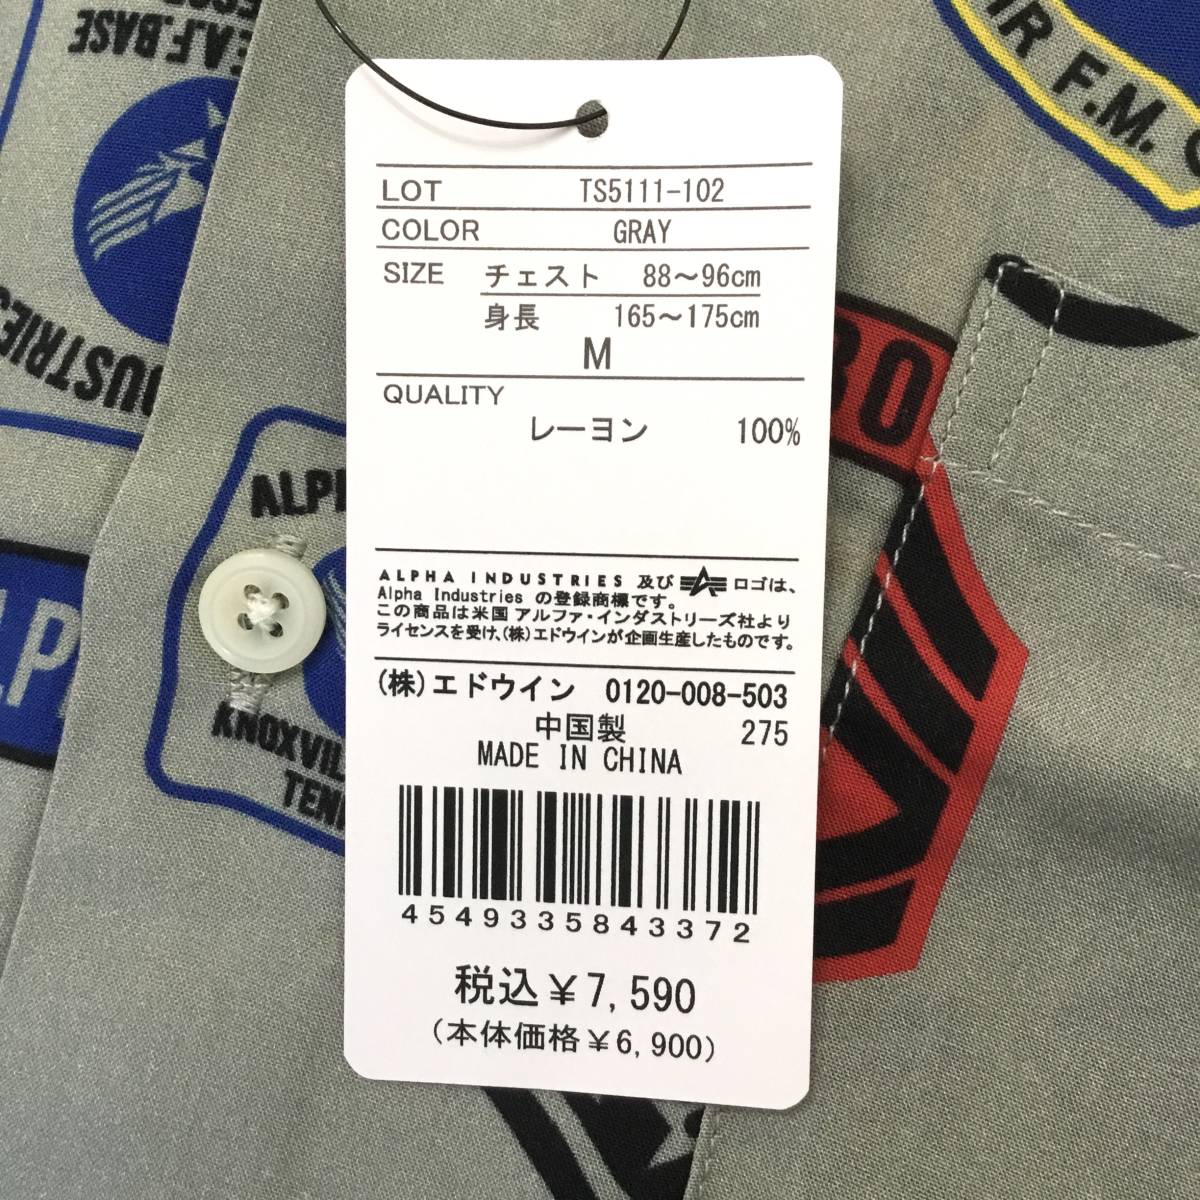 LOT TS5111-102
COLOR GRAY
SIZE チェスト 88〜96cm
身長 165〜175cm
M
QUALITY
レーヨン 100%
ALPHA INDUSTRIES 及び ロゴは、
Alpha Industries の登録商標です。
この商品は米国 アルファ・インダストリーズ社より
ライセンスを受け、(株)エドウインが企画生産したものです。
(株)エドウイン 0120-008-503
中国製 275
MADE IN CHINA
4549335843372
税込￥7,590
(本体価格￥6,900)
E.A.F.BASE
USTRIES
ALP
KNOXVIL
TEN
LP
IR F.M.